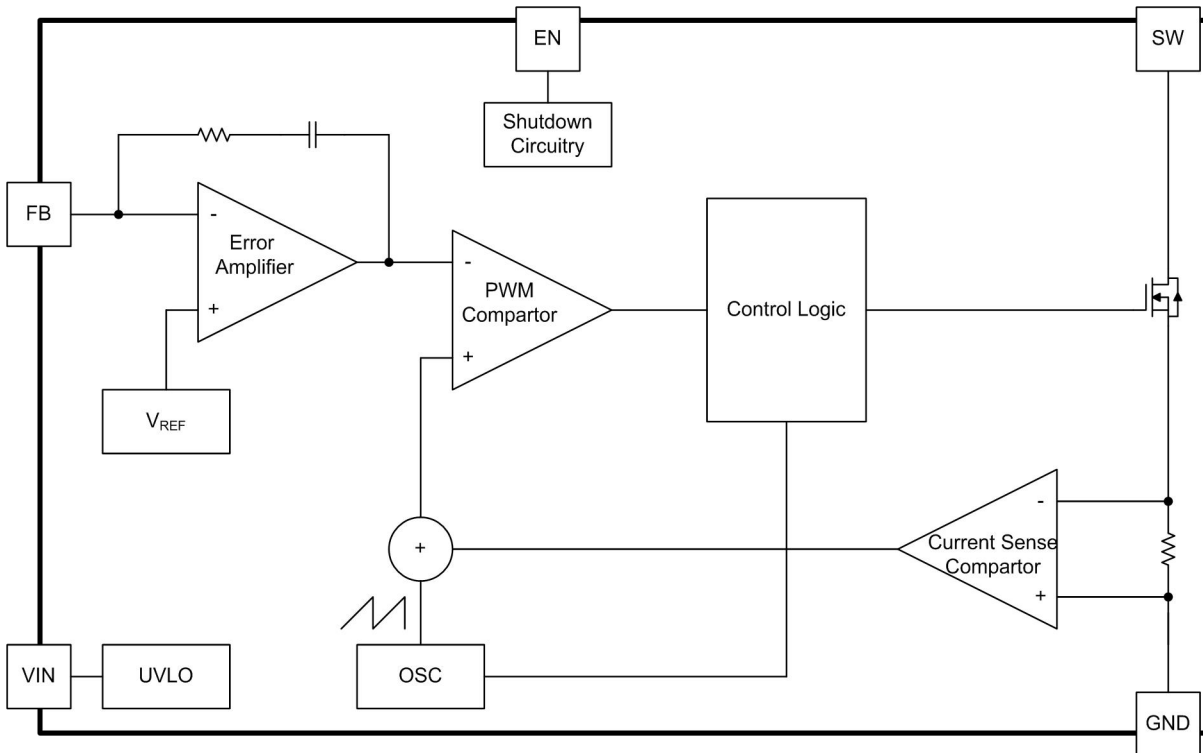 EN
SW
Shutdown
Circuitry
FB
-
Error
Amplifier
+
-
PWM
Compartor
+
Control Logic
VREF
-
Current Sense
Compartor
+
+
VIN
UVLO
OSC
GND